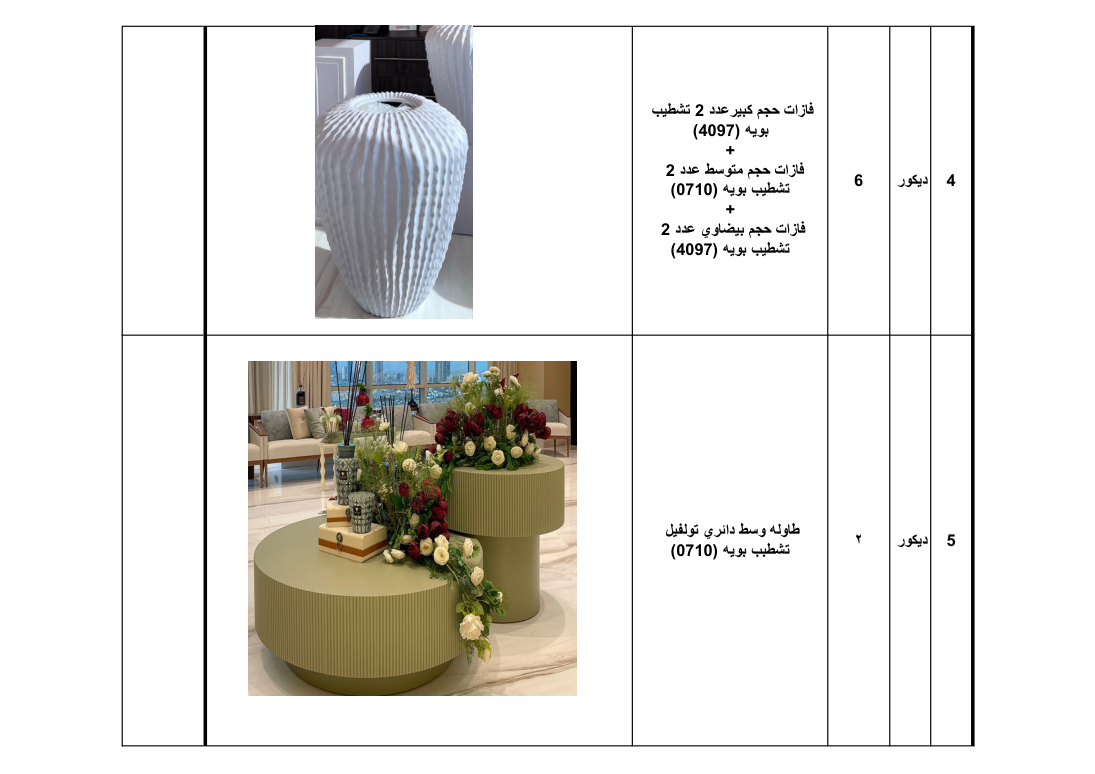 4
ديكور
6
فازات حجم كبيرعدد 2 تشطيب
بويه (4097)
+
فازات حجم متوسط عدد 2
تشطيب بويه (0710)
+
فازات حجم بيضاوي عدد 2
تشطيب بويه (4097)
5
ديكور
٢
طاوله وسط دائري تولفيل
تشطبب بويه (0710)